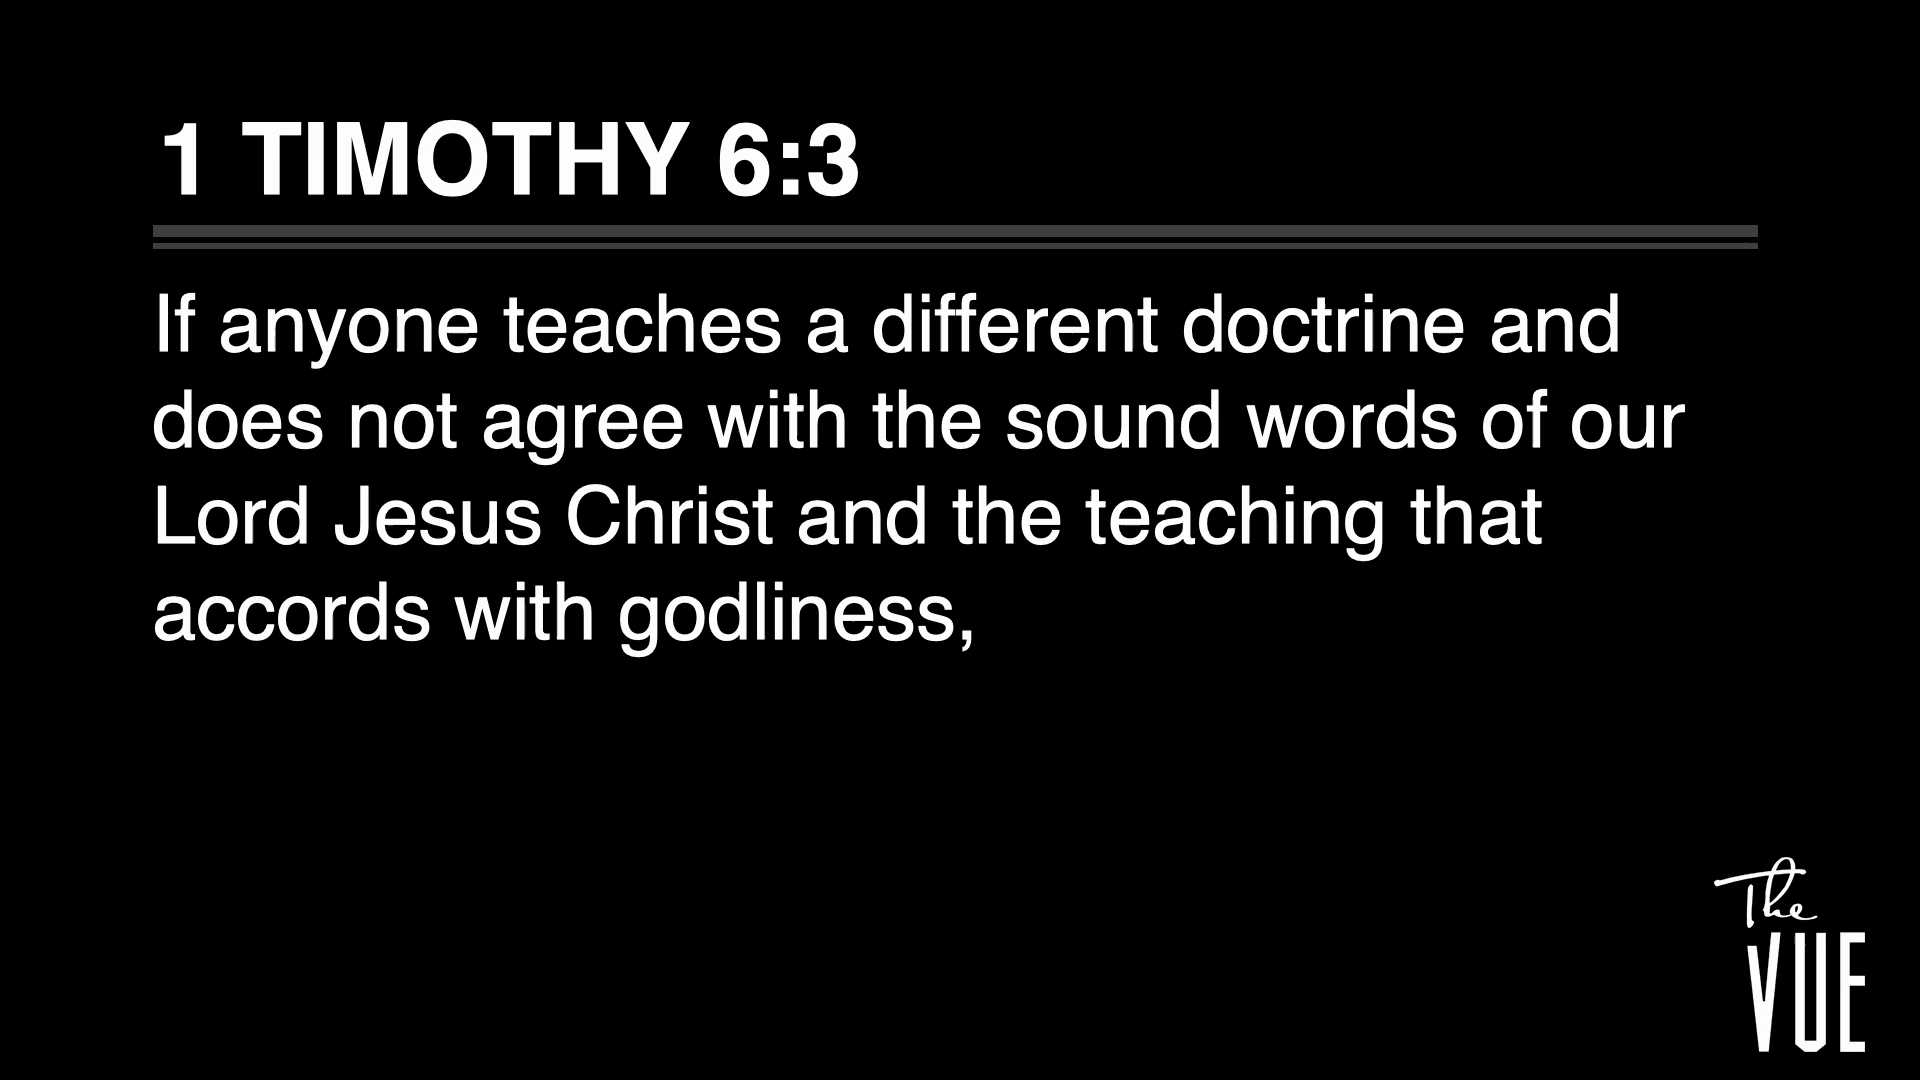 1 TIMOTHY 6:3
If anyone teaches a different doctrine and
does not agree with the sound words of our
Lord Jesus Christ and the teaching that
accords with godliness,
The
VUE